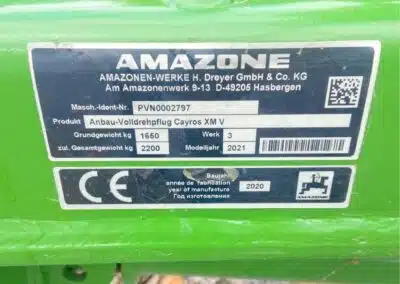 AMAZONE
AMAZONEN-WERKE H. Dreyer GmbH & Co. KG
Am Amazonenwerk 9-13 D-49205 Hasbergen
Masch.-Ident-Nr. PVN0002797
Produkt Anbau-Volldrehpflug Cayros XM V
Grundgewicht kg 1650 Werk 3
zul. Gesamtgewicht kg 2200 Modelljahr 2021
CE
Baujahr
année de fabrication
year of manufacture
Год изготовления
2020
AMAZONE